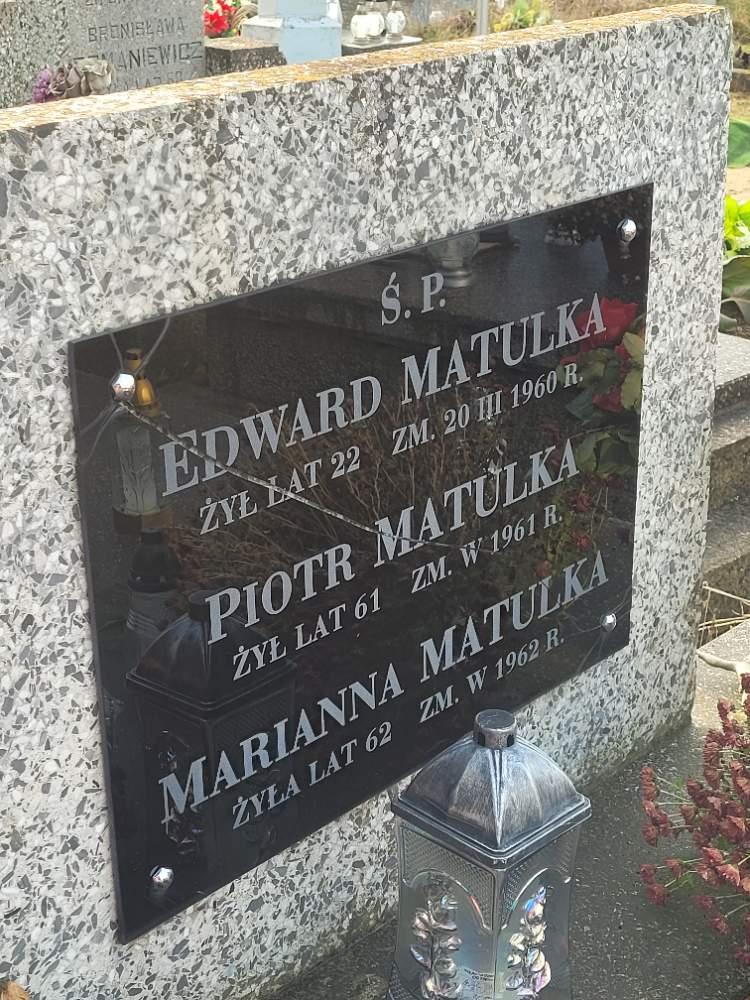 BRONISŁAWA
Ś. P.
EDWARD MATULKA
ŻYŁ LAT 22 ZM. 20 III 1960 R.
PIOTR MATULKA
ŻYŁ LAT 61 ZM. W 1961 R.
MARIANNA MATULKA
ŻYŁA LAT 62 ZM. W 1962 R.